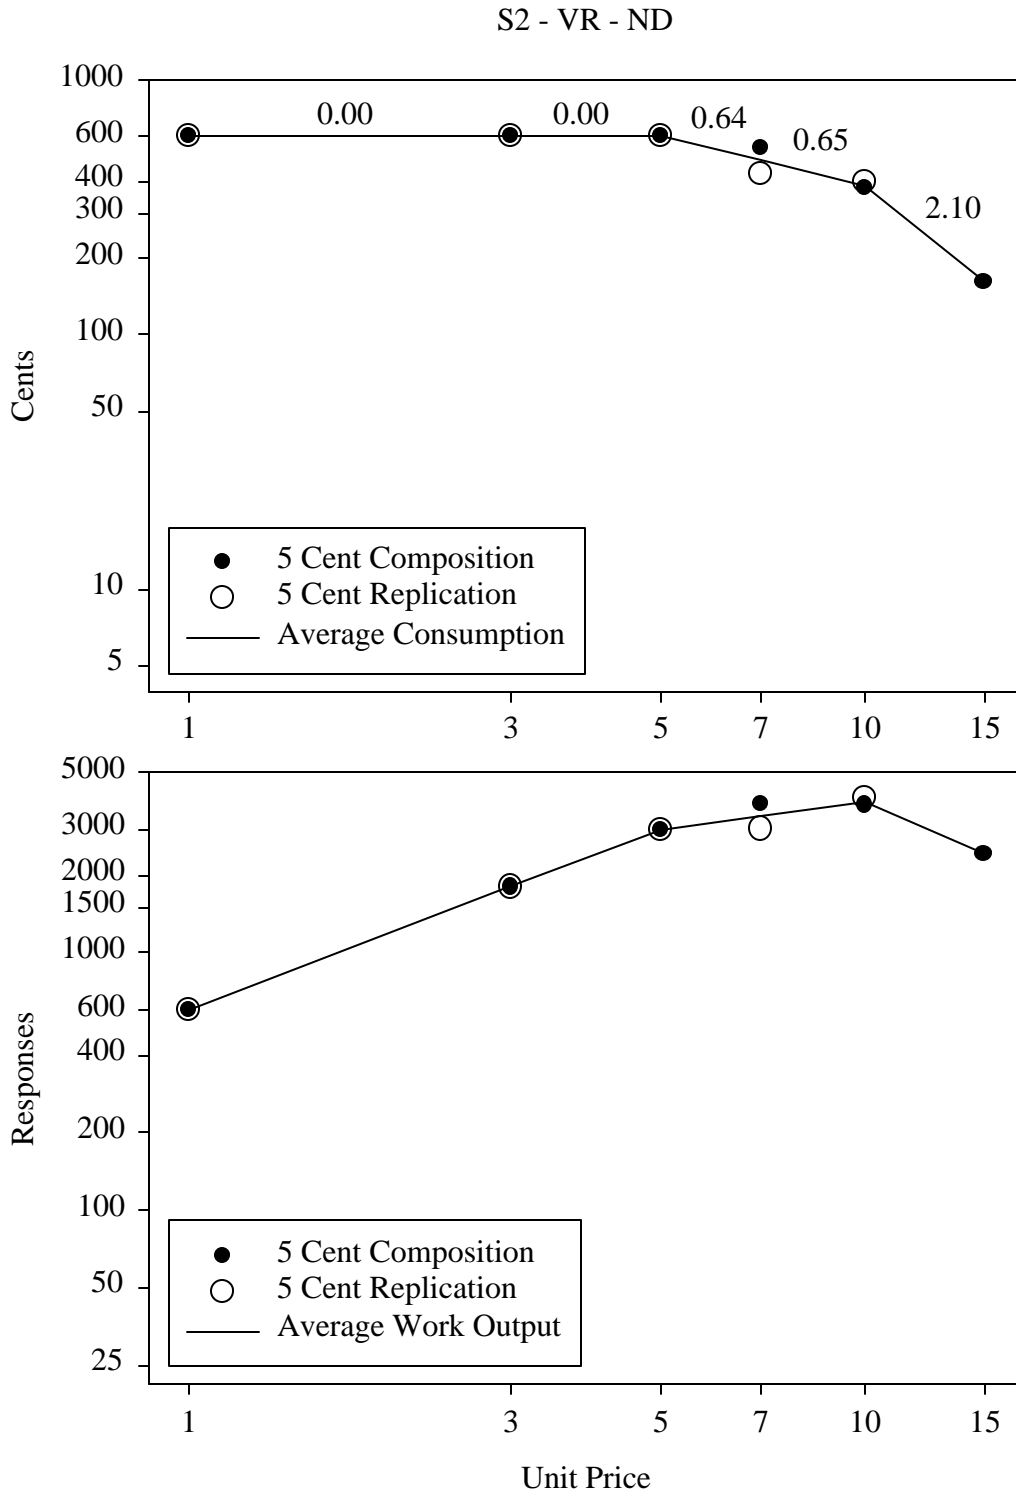 S2 - VR - ND
1000
600
400
300
200
100
50
10
5
Cents
0.00
0.00
0.64
0.65
2.10
5 Cent Composition
5 Cent Replication
Average Consumption
1 3 5 7 10 15
5000
3000
2000
1500
1000
600
400
200
100
50
25
Responses
5 Cent Composition
5 Cent Replication
Average Work Output
1 3 5 7 10 15
Unit Price